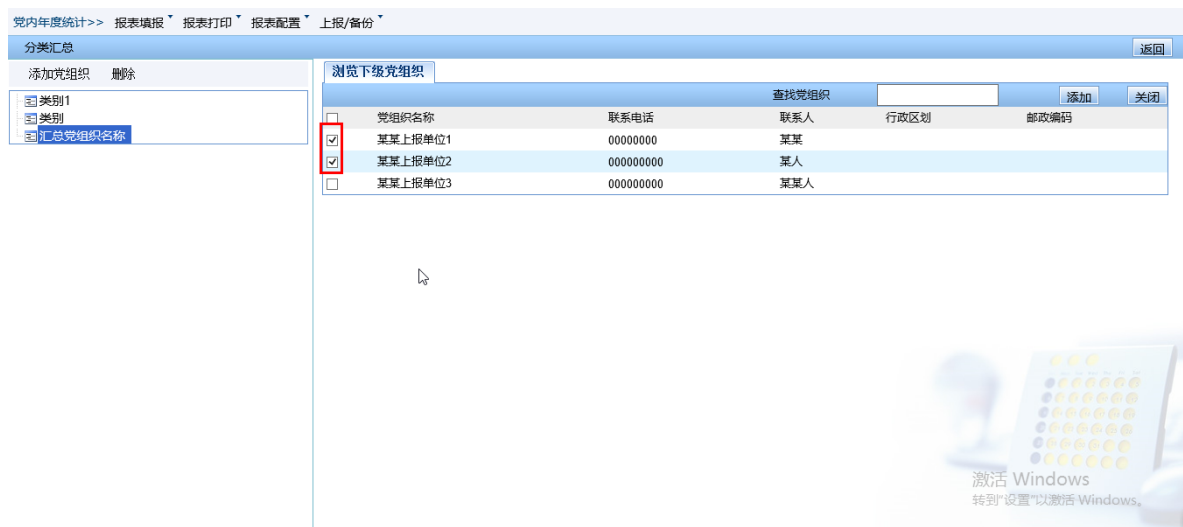 党内年度统计>> 报表填报 报表打印 报表配置 上报/备份
分类汇总 返回
添加党组织 删除
类别1
类别
汇总党组织名称
浏览下级党组织
查找党组织 添加 关闭
党组织名称 联系电话 联系人 行政区划 邮政编码
某某上报单位1 00000000 某某
某某上报单位2 000000000 某人
某某上报单位3 000000000 某某人
激活 Windows
转到"设置"以激活 Windows。